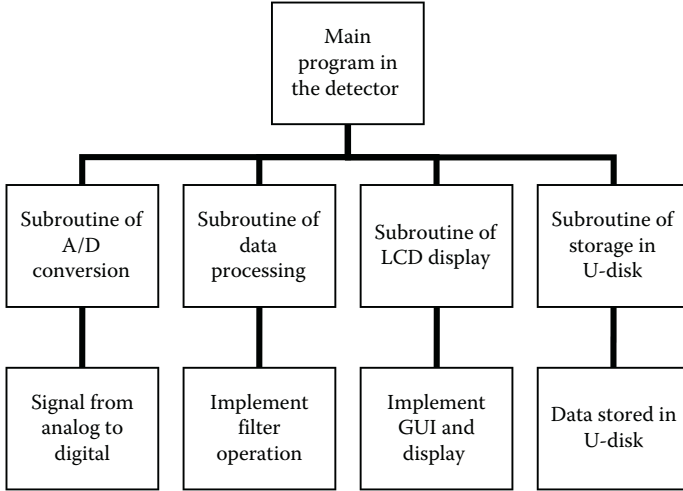 Main
program in
the detector
Subroutine of
A/D
conversion
Subroutine of
data
processing
Subroutine of
LCD display
Subroutine of
storage in
U-disk
Signal from
analog to
digital
Implement
filter
operation
Implement
GUI and
display
Data stored in
U-disk